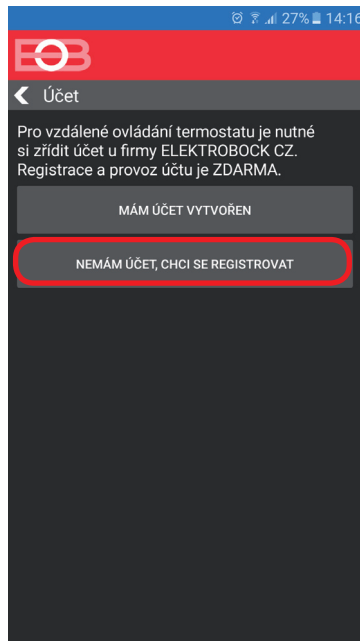 27% 14:16
EOB
Účet
Pro vzdálené ovládání termostatu je nutné
si zřídit účet u firmy ELEKTROBOCK CZ.
Registrace a provoz účtu je ZDARMA.
MÁM ÚČET VYTVOŘEN
NEMÁM ÚČET, CHCI SE REGISTROVAT